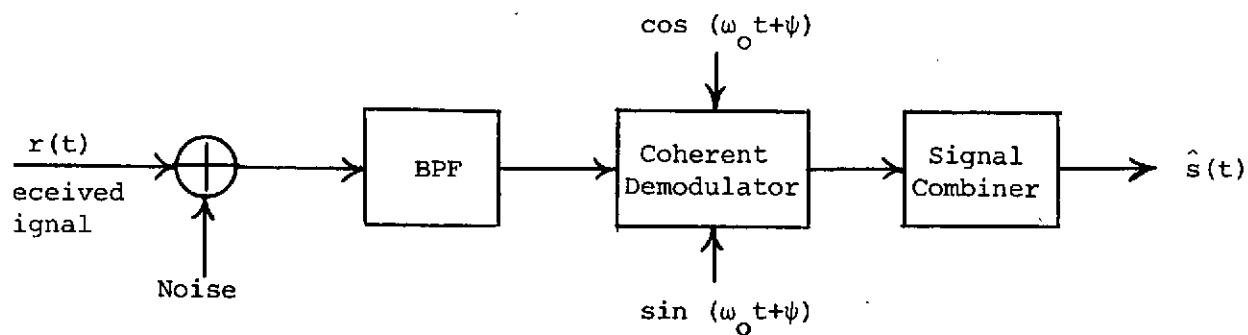 cos (ω_o t+ψ)
r(t)
eceived
ignal
Noise
BPF
Coherent
Demodulator
Signal
Combiner
ŝ(t)
sin (ω_o t+ψ)